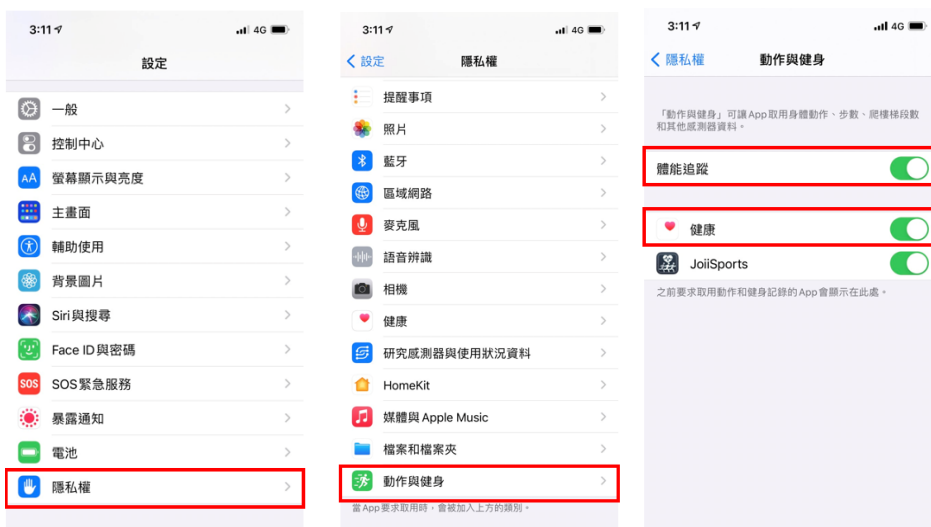 3:11
4G
設定
一般
控制中心
AA
螢幕顯示與亮度
主畫面
輔助使用
背景圖片
Siri與搜尋
Face ID與密碼
SOS
SOS緊急服務
暴露通知
電池
隱私權
3:11
4G
設定
隱私權
提醒事項
照片
藍牙
區域網路
麥克風
語音辨識
相機
健康
研究感測器與使用狀況資料
HomeKit
媒體與 Apple Music
檔案和檔案夾
動作與健身
當App要求取用時,會被加入上方的類別。
3:11
4G
隱私權
動作與健身
「動作與健身」可讓App取用身體動作、步數、爬樓梯段數
和其他感測器資料。
體能追蹤
健康
JoiiSports
之前要求取用動作和健身記錄的App會顯示在此處。